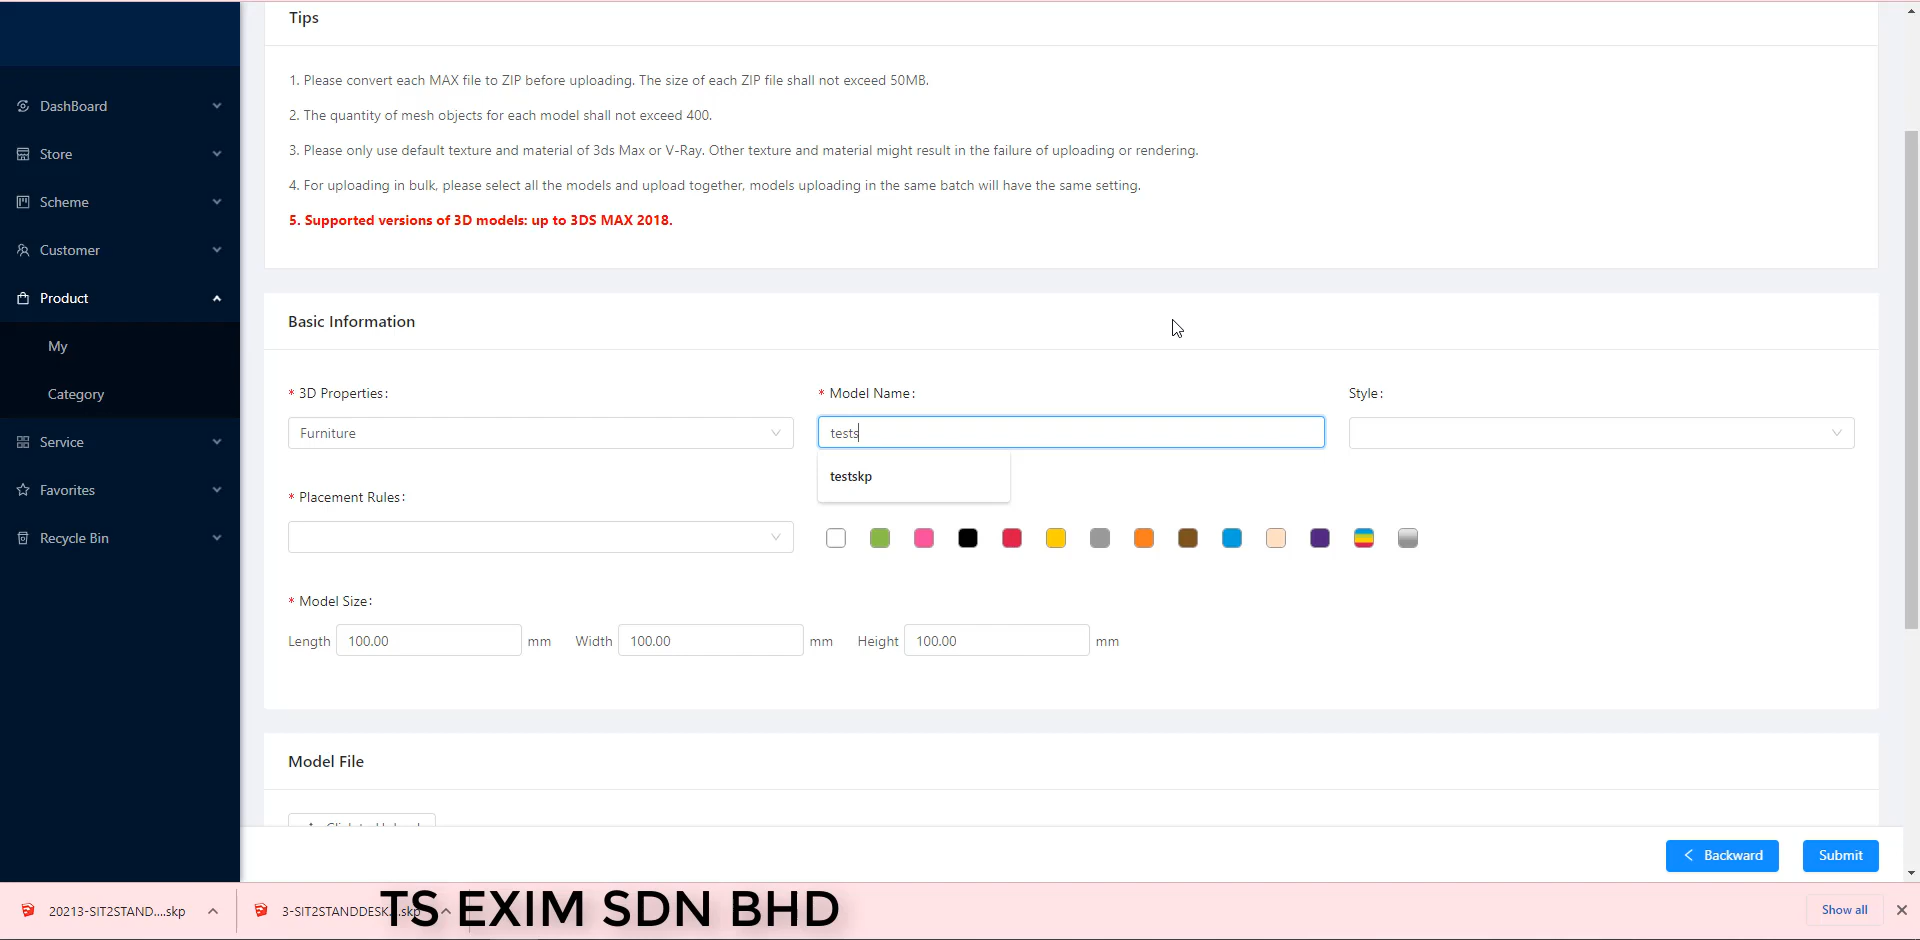 Tips
1. Please convert each MAX file to ZIP before uploading. The size of each ZIP file shall not exceed 50MB.
2. The quantity of mesh objects for each model shall not exceed 400.
3. Please only use default texture and material of 3ds Max or V-Ray. Other texture and material might result in the failure of uploading or rendering.
4. For uploading in bulk, please select all the models and upload together, models uploading in the same batch will have the same setting.
5. Supported versions of 3D models: up to 3DS MAX 2018.
DashBoard
Store
Scheme
Customer
Product
My
Category
Service
Favorites
Recycle Bin
Basic Information
* 3D Properties:
* Model Name:
Style:
Furniture
tests
testskp
* Placement Rules:
* Model Size:
Length 100.00 mm Width 100.00 mm Height 100.00 mm
Model File
Click to Upload
Backward
Submit
20213-SIT2STAND....skp
3-SIT2STANDDESK....skp
TS EXIM SDN BHD
Show all